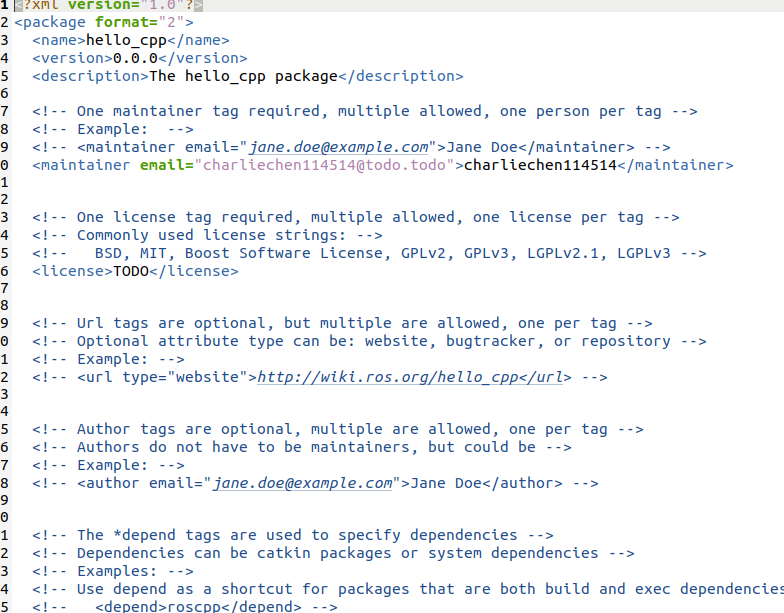 1 <?xml version="1.0"?>
2 <package format="2">
3   <name>hello_cpp</name>
4   <version>0.0.0</version>
5   <description>The hello_cpp package</description>
6
7   <!-- One maintainer tag required, multiple allowed, one person per tag -->
8   <!-- Example:  -->
9   <!-- <maintainer email="jane.doe@example.com">Jane Doe</maintainer> -->
0   <maintainer email="charliechen114514@todo.todo">charliechen114514</maintainer>
1
2
3   <!-- One license tag required, multiple allowed, one license per tag -->
4   <!-- Commonly used license strings: -->
5   <!--   BSD, MIT, Boost Software License, GPLv2, GPLv3, LGPLv2.1, LGPLv3 -->
6   <license>TODO</license>
7
8
9   <!-- Url tags are optional, but multiple are allowed, one per tag -->
0   <!-- Optional attribute type can be: website, bugtracker, or repository -->
1   <!-- Example: -->
2   <!-- <url type="website">http://wiki.ros.org/hello_cpp</url> -->
3
4
5   <!-- Author tags are optional, multiple are allowed, one per tag -->
6   <!-- Authors do not have to be maintainers, but could be -->
7   <!-- Example: -->
8   <!-- <author email="jane.doe@example.com">Jane Doe</author> -->
9
0
1   <!-- The *depend tags are used to specify dependencies -->
2   <!-- Dependencies can be catkin packages or system dependencies -->
3   <!-- Examples: -->
4   <!-- Use depend as a shortcut for packages that are both build and exec dependencies
5   <!--   <depend>roscpp</depend> -->